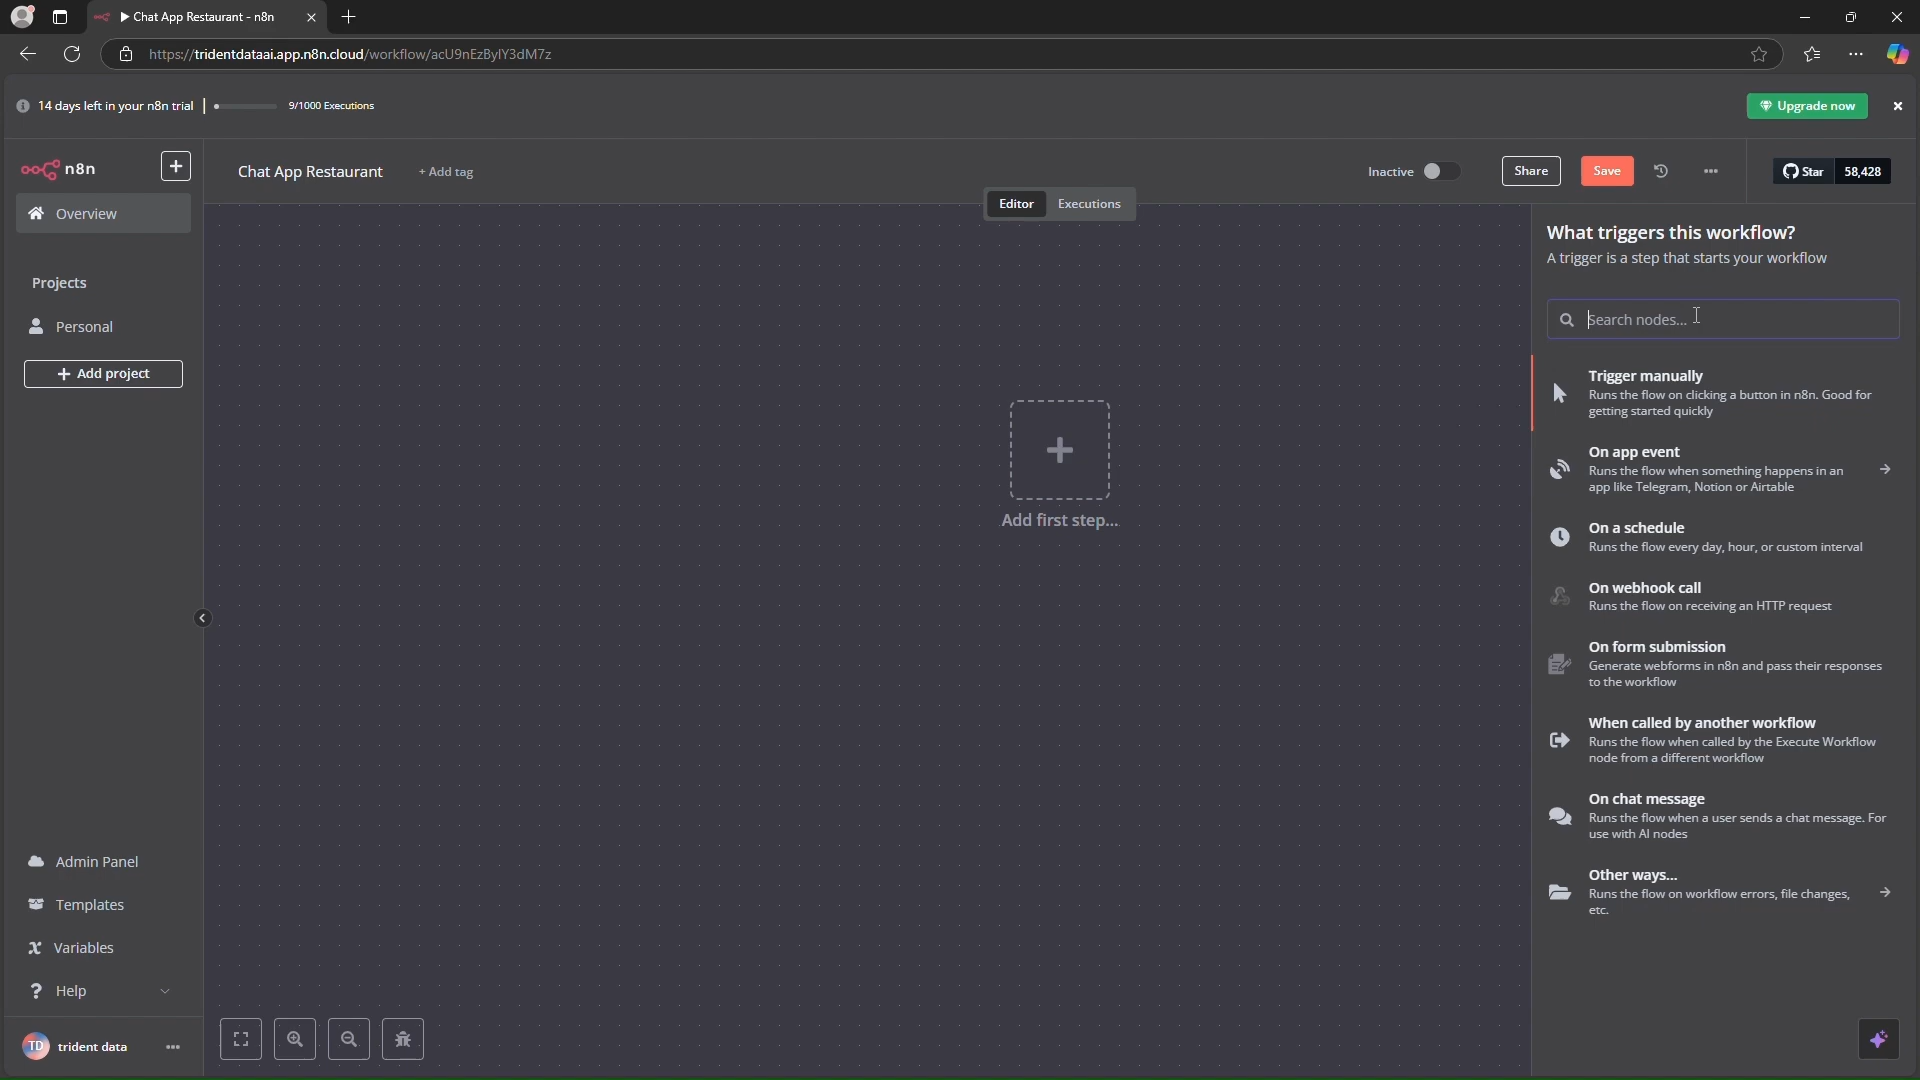 Chat App Restaurant - n8n
https://tridentdataai.app.n8n.cloud/workflow/acU9nEzByIY3dM7z
14 days left in your n8n trial
9/1000 Executions
Upgrade now
n8n
Chat App Restaurant
+ Add tag
Inactive
Share
Save
Star
58,428
Editor
Executions
Overview
Projects
Personal
+ Add project
Add first step...
What triggers this workflow?
A trigger is a step that starts your workflow
Search nodes...
Trigger manually
Runs the flow on clicking a button in n8n. Good for
getting started quickly
On app event
Runs the flow when something happens in an
app like Telegram, Notion or Airtable
On a schedule
Runs the flow every day, hour, or custom interval
On webhook call
Runs the flow on receiving an HTTP request
On form submission
Generate webforms in n8n and pass their responses
to the workflow
When called by another workflow
Runs the flow when called by the Execute Workflow
node from a different workflow
On chat message
Runs the flow when a user sends a chat message. For
use with AI nodes
Other ways...
Runs the flow on workflow errors, file changes,
etc.
Admin Panel
Templates
Variables
Help
TD
trident data